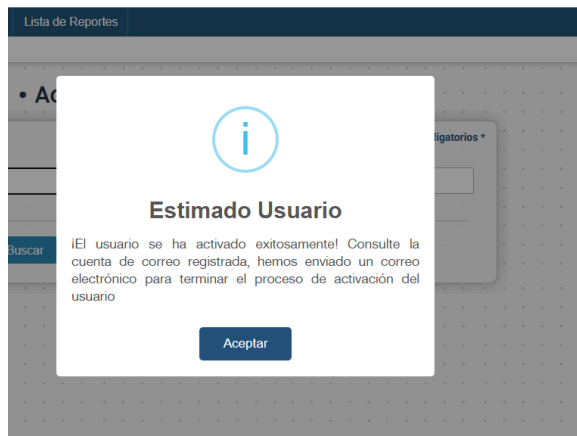 Lista de Reportes
• Ac
ligatorios *
i
Estimado Usuario
¡El usuario se ha activado exitosamente! Consulte la
cuenta de correo registrada, hemos enviado un correo
electrónico para terminar el proceso de activación del
usuario
Buscar
Aceptar